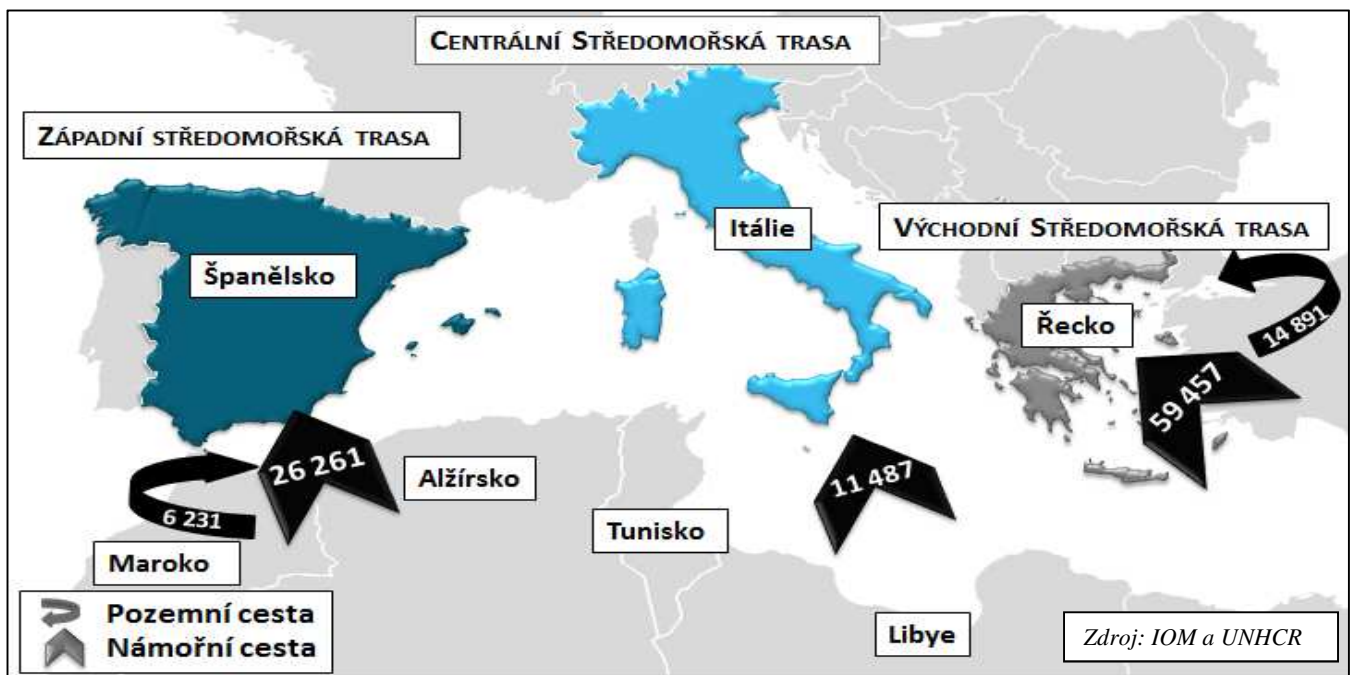 CENTRÁLNÍ STŘEDOMOŘSKÁ TRASA
ZÁPADNÍ STŘEDOMOŘSKÁ TRASA
Itálie
VÝCHODNÍ STŘEDOMOŘSKÁ TRASA
Španělsko
Řecko
14 891
59 457
26 261
Alžírsko
11 487
6 231
Tunisko
Maroko
Pozemní cesta
Námořní cesta
Libye
Zdroj: IOM a UNHCR